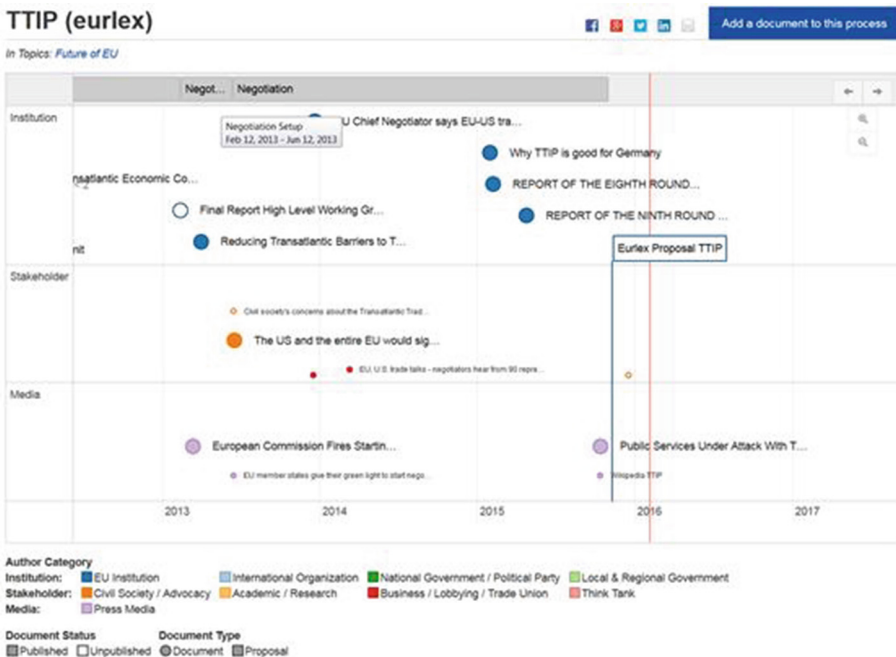 TTIP (eurlex)
Add a document to this process
In Topics: Future of EU
Negot... Negotiation
Institution
U Chief Negotiator says EU-US tra...
Negotiation Setup
Feb 12, 2013 - Jun 12, 2013
Why TTIP is good for Germany
nsatlantic Economic Co...
REPORT OF THE EIGHTH ROUND...
Final Report High Level Working Gr...
REPORT OF THE NINTH ROUND ...
Reducing Transatlantic Barriers to T...
nit
Eurlex Proposal TTIP
Stakeholder
Civil society's concerns about the Transatlantic Trad...
The US and the entire EU would sig...
EU, U.S. trade talks - negotiators hear from 90 repre...
Media
European Commission Fires Startin...
Public Services Under Attack With T...
EU member states give their green light to start nego...
Wikipedia TTIP
2013 2014 2015 2016 2017
Author Category
Institution: EU Institution International Organization National Government / Political Party Local & Regional Government
Stakeholder: Civil Society / Advocacy Academic / Research Business / Lobbying / Trade Union Think Tank
Media: Press Media
Document Status Document Type
Published Unpublished Document Proposal